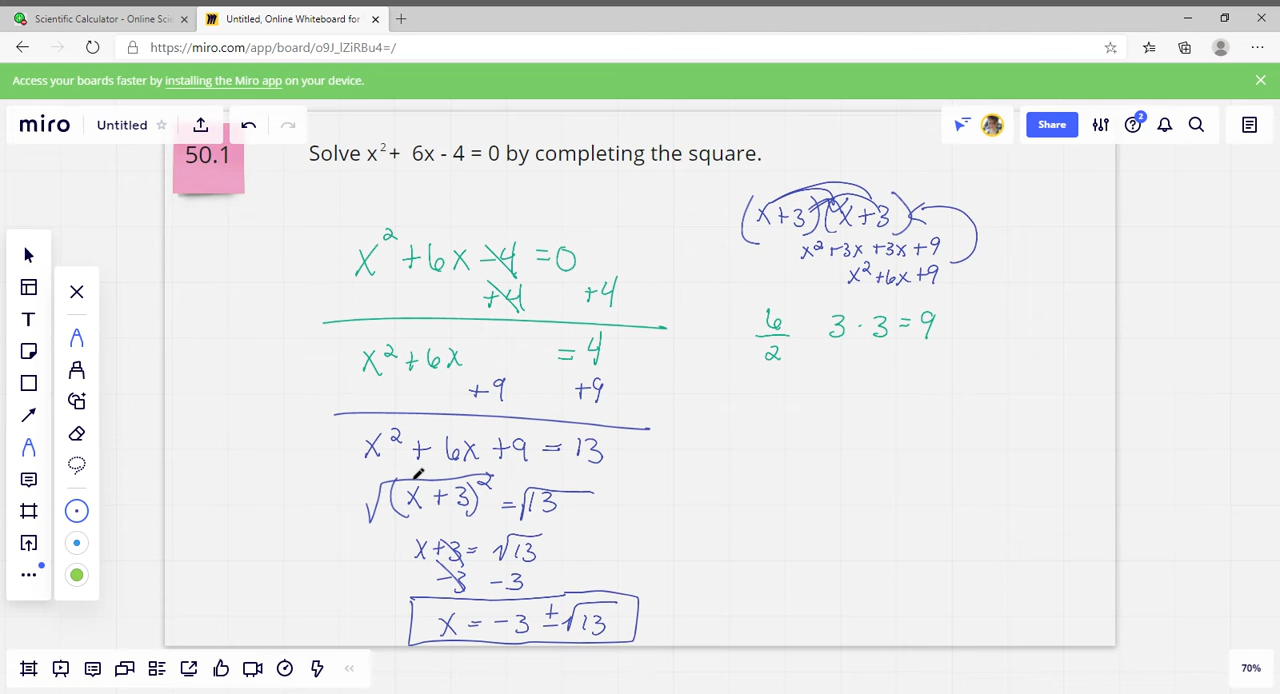 Scientific Calculator - Online Scie
Untitled, Online Whiteboard for
https://miro.com/app/board/o9J_lZiRBu4=/
Access your boards faster by installing the Miro app on your device.
miro Untitled
Share
2
50.1
Solve x² + 6x - 4 = 0 by completing the square.
(x+3)(x+3)
x² +3x +3x +9
x² +6x +9
x² + 6x - 4 = 0
+4 +4
6/2 3 · 3 = 9
x² + 6x = 4
+9 +9
x² + 6x + 9 = 13
√(x + 3)² = √13
x+3 = √13
-3 -3
x = -3 ± √13
70%